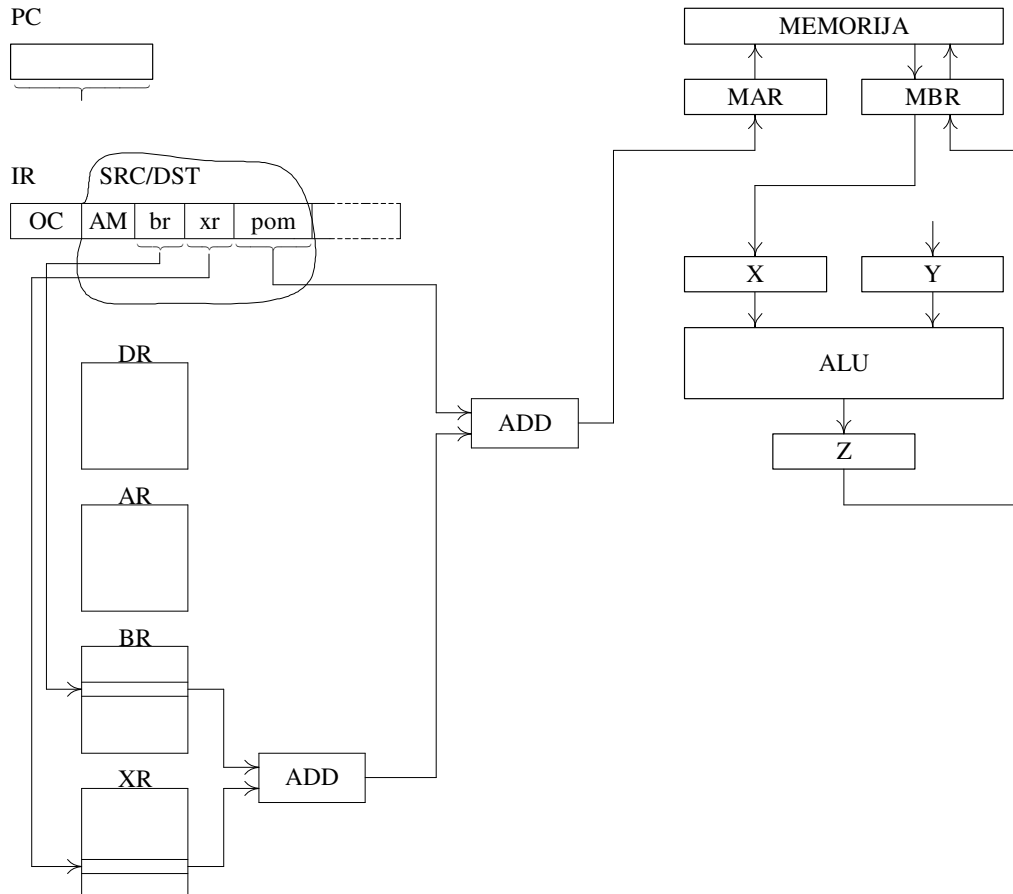 PC
MEMORIJA
MAR MBR
IR SRC/DST
OC AM br xr pom
X Y
DR
ALU
ADD
Z
AR
BR
XR
ADD